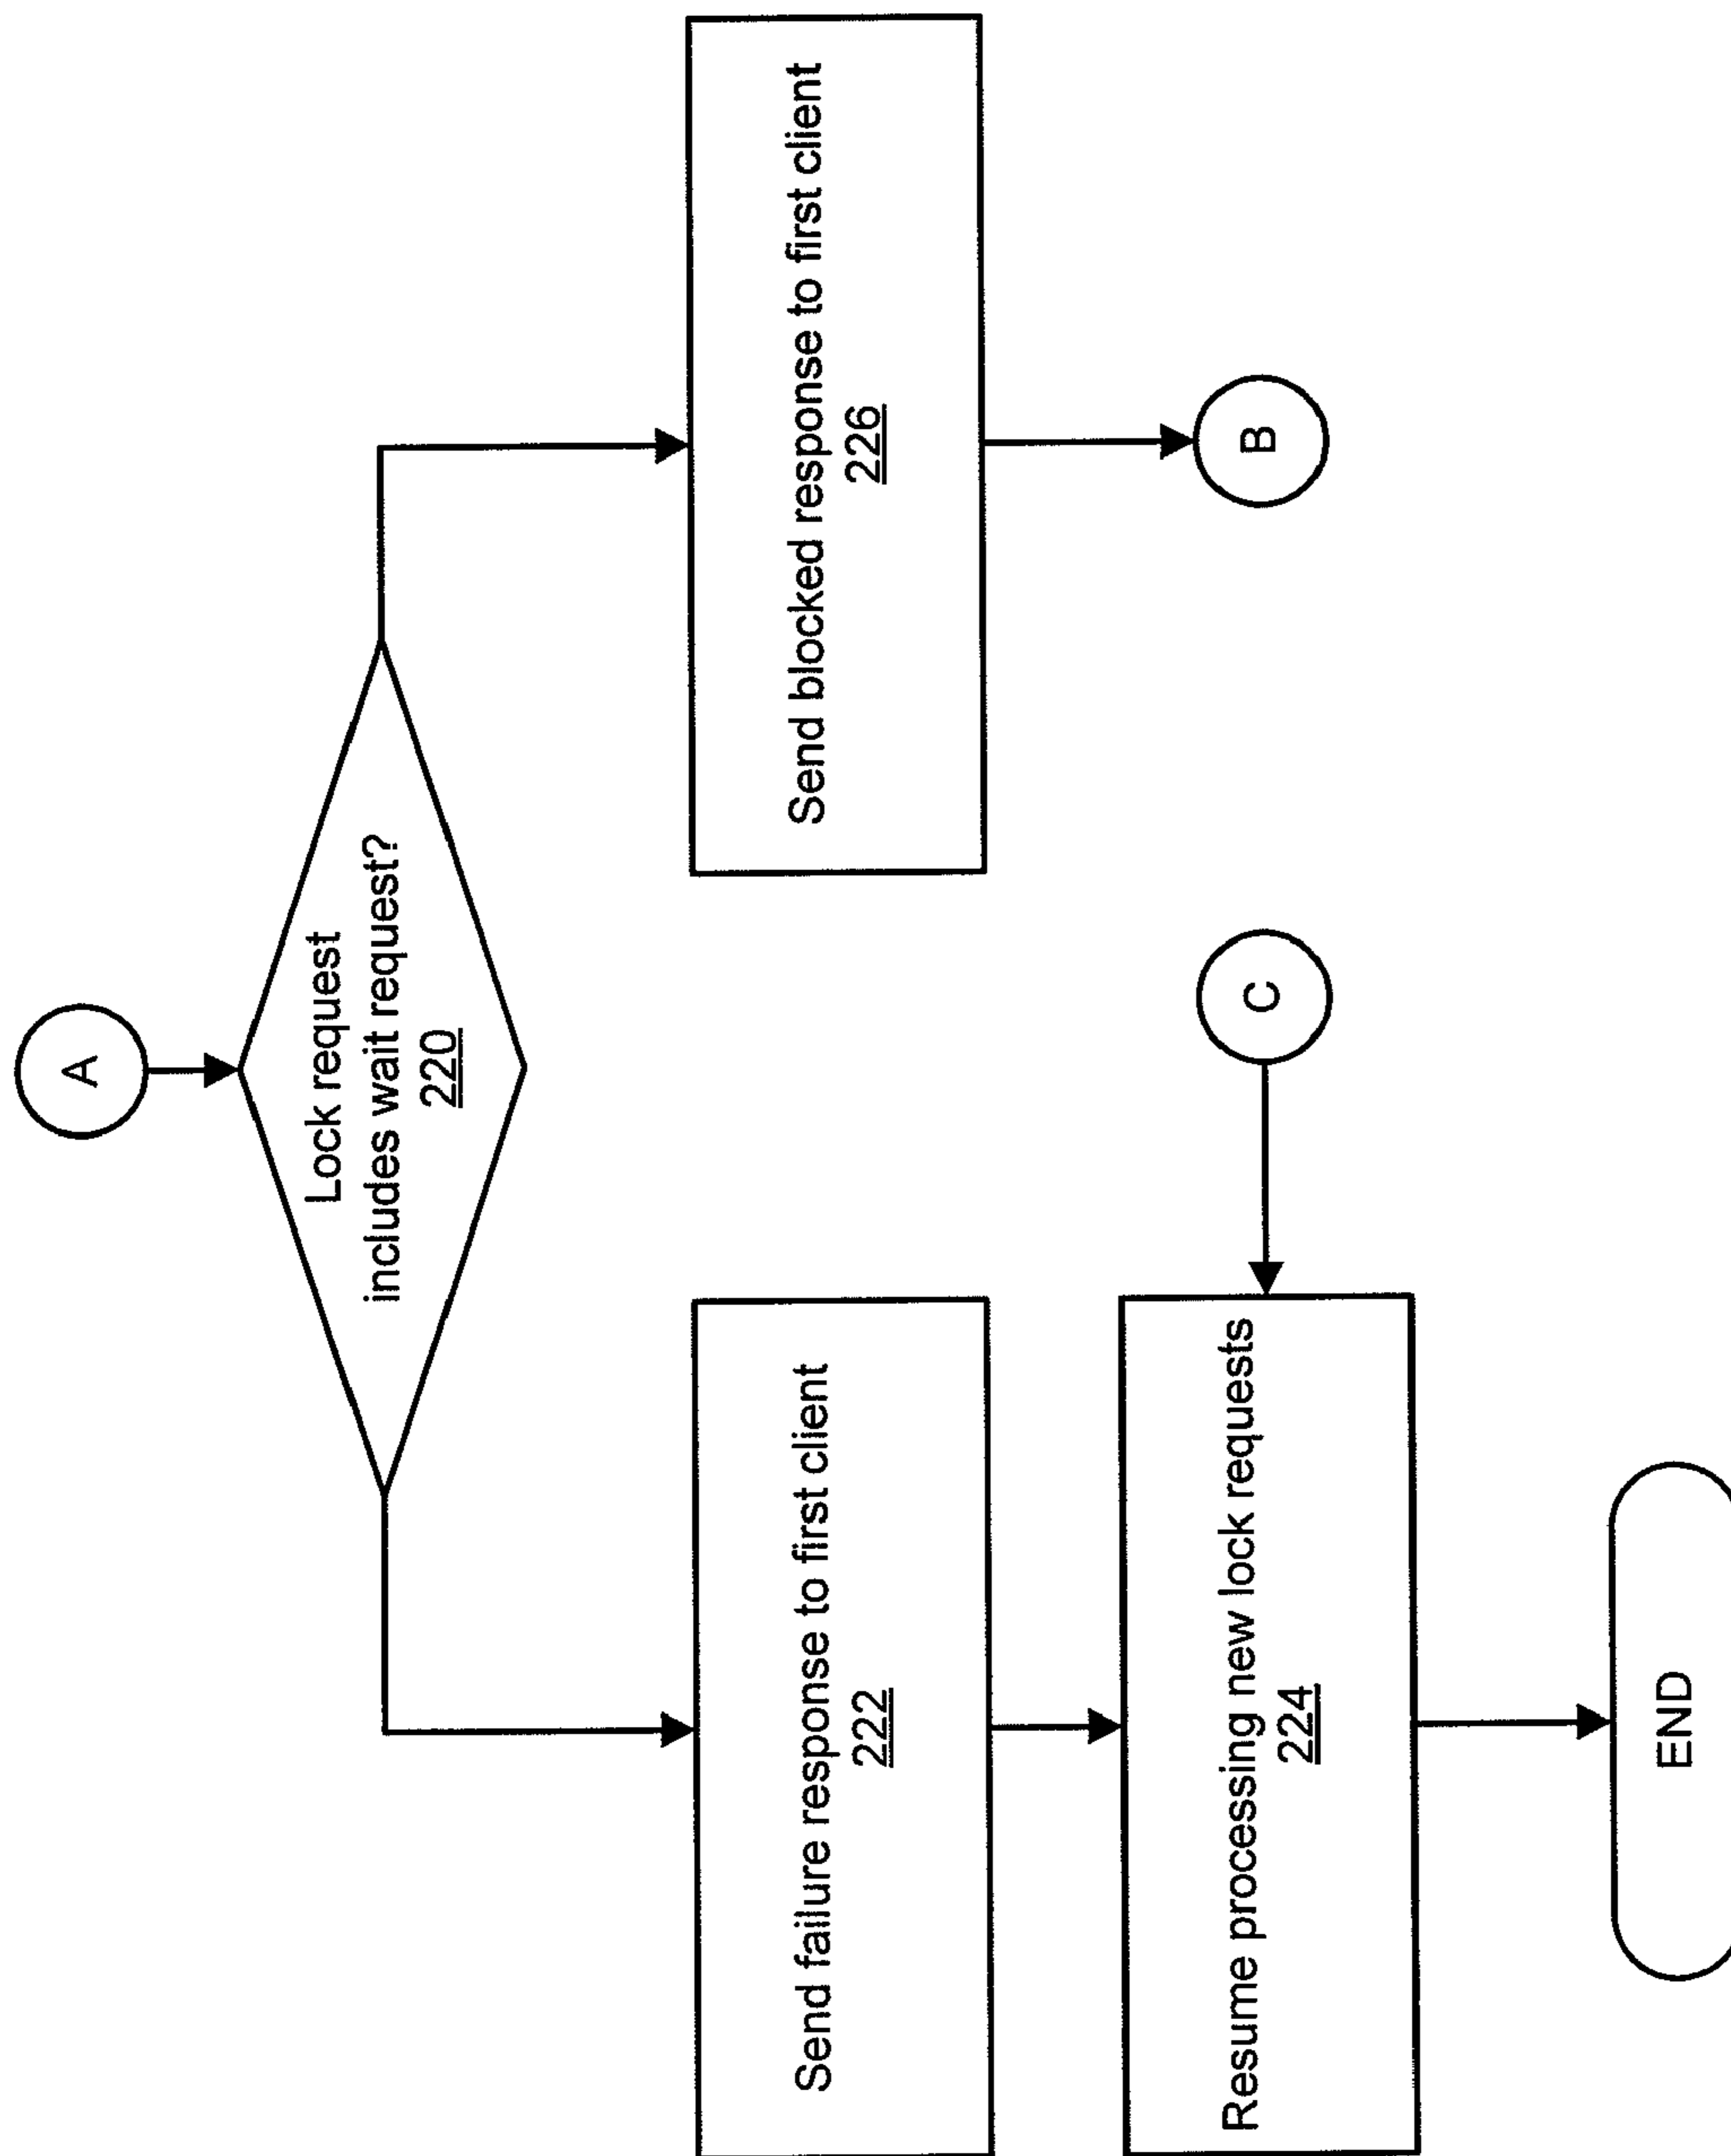 A
Lock request
includes wait request?
220
Send failure response to first client
222
Send blocked response to first client
226
Resume processing new lock requests
224
C
B
END